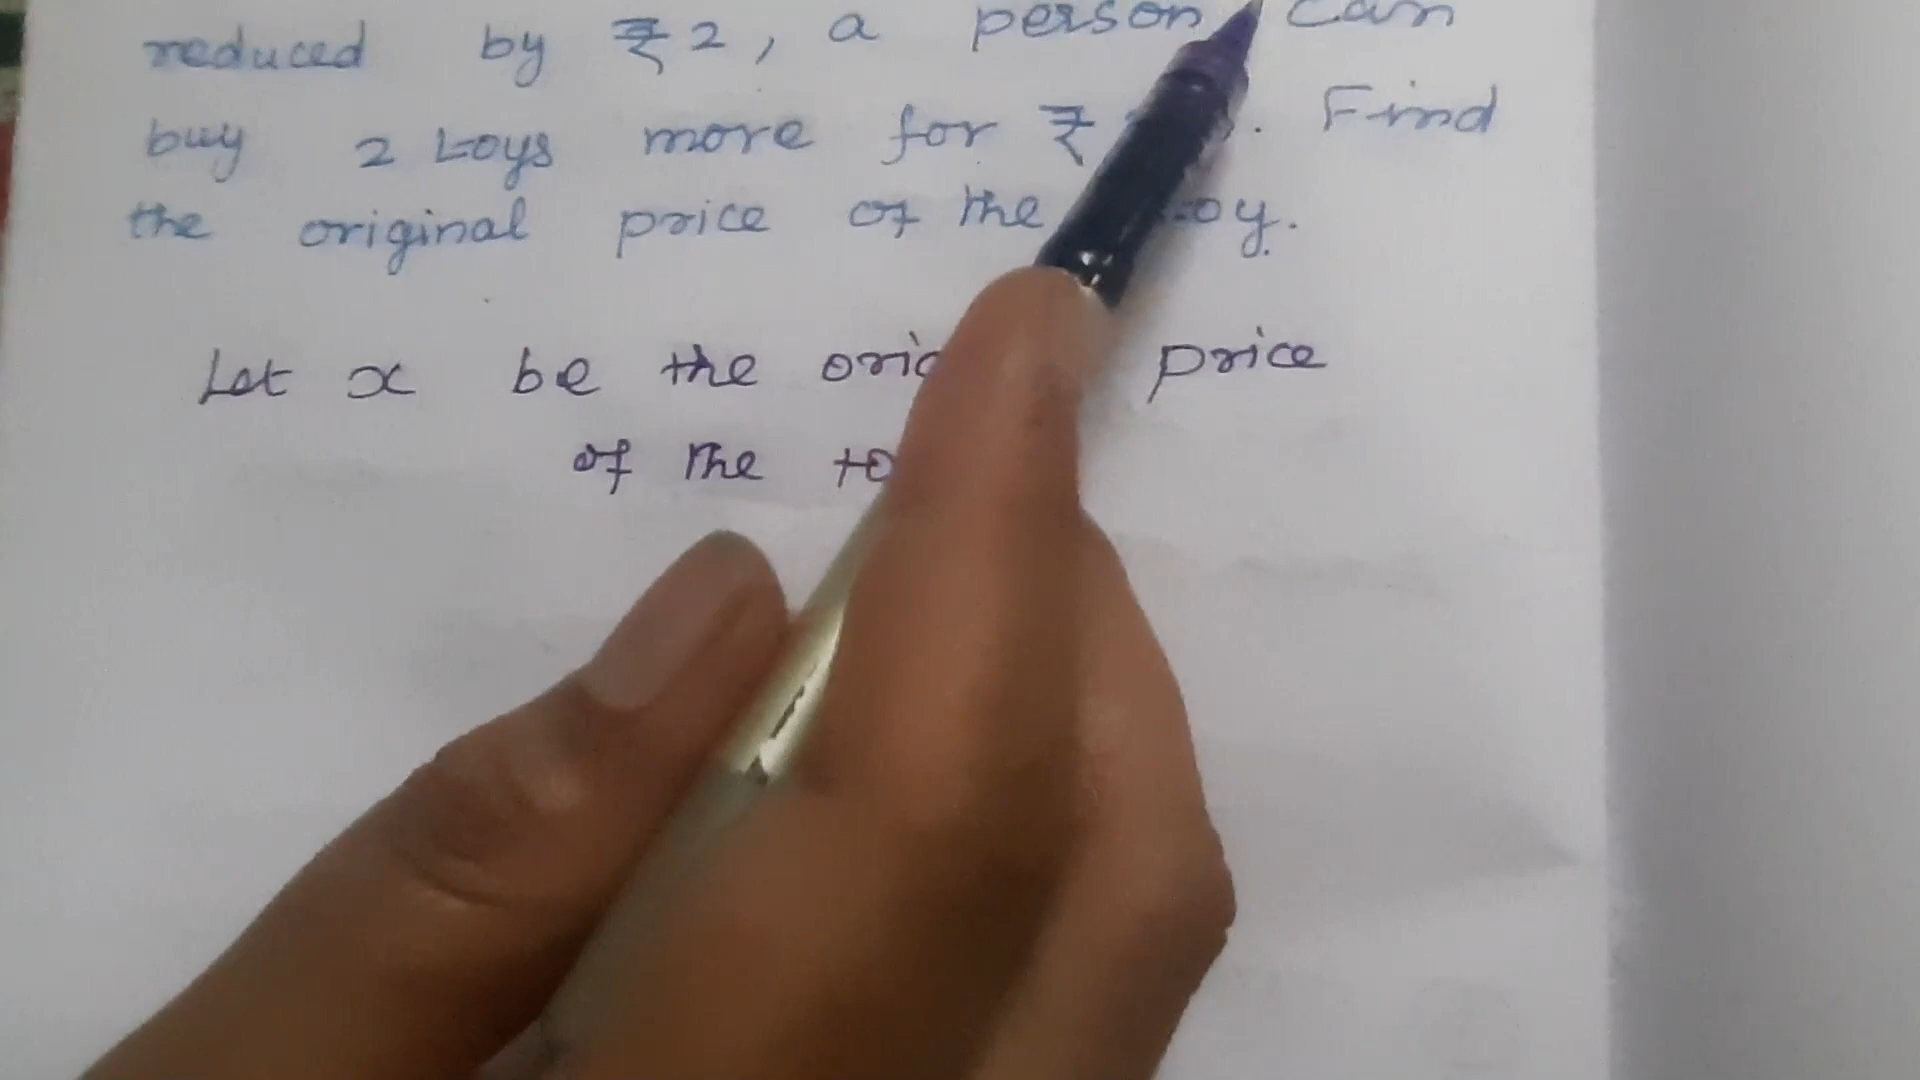 reduced by ₹2, a person can
buy 2 toys more for ₹ . Find
the original price of the toy.
Let x be the price
of the